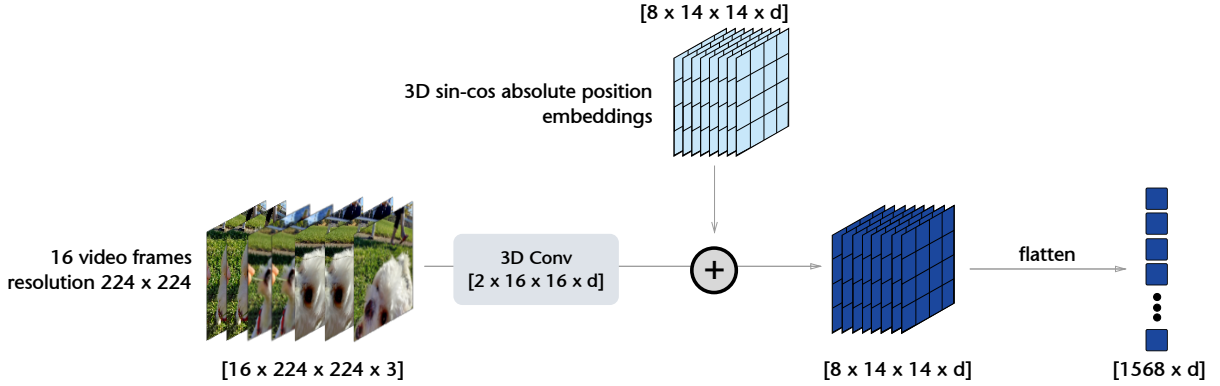 [8 x 14 x 14 x d]
3D sin-cos absolute position
embeddings
16 video frames
resolution 224 x 224
3D Conv
[2 x 16 x 16 x d]
+
flatten
[16 x 224 x 224 x 3]
[8 x 14 x 14 x d]
[1568 x d]